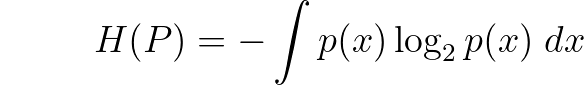 H(P) = − ∫ p(x) log₂ p(x) dx